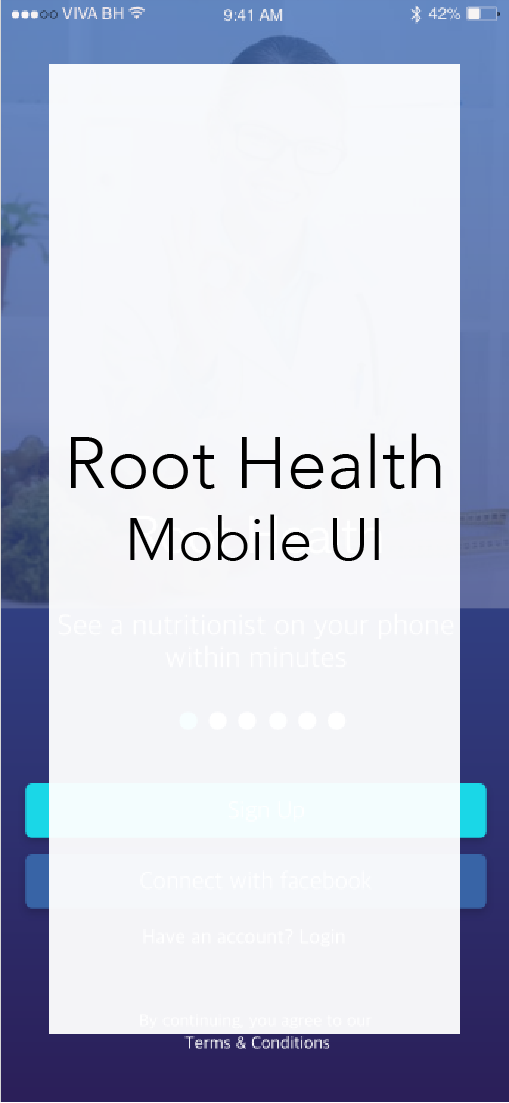 VIVA BH 9:41 AM 42%
Root Health
Mobile UI
See a nutritionist on your phone
within minutes
Sign Up
Connect with facebook
Have an account? Login
By continuing, you agree to our
Terms & Conditions